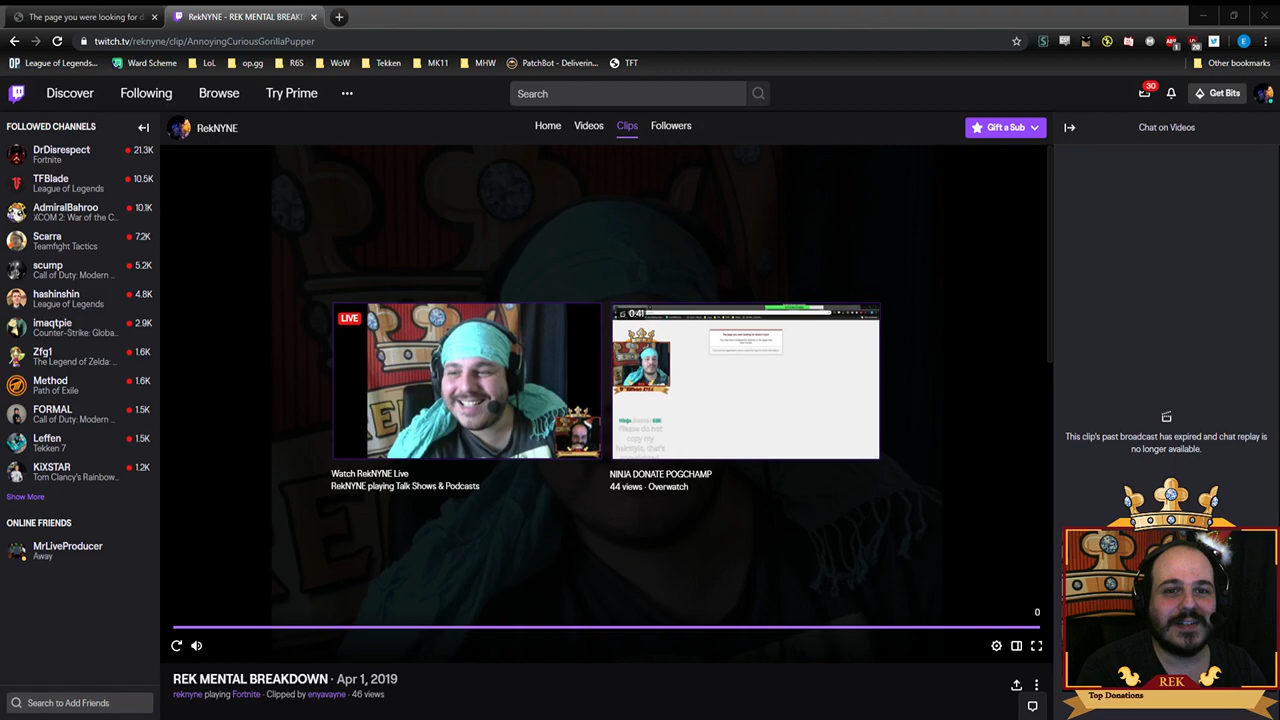 The page you were looking for d
RekNYNE - REK MENTAL BREAKD
twitch.tv/reknyne/clip/AnnoyingCuriousGorillaPupper
League of Legends...
Ward Scheme
LoL
op.gg
R6S
WoW
Tekken
MK11
MHW
PatchBot - Deliverin...
TFT
Other bookmarks
Discover
Following
Browse
Try Prime
Search
30
Get Bits
FOLLOWED CHANNELS
RekNYNE
Home
Videos
Clips
Followers
Gift a Sub
Chat on Videos
DrDisrespect
21.3K
Fortnite
TFBlade
10.5K
League of Legends
AdmiralBahroo
10.1K
XCOM 2: War of the C...
Scarra
7.2K
Teamfight Tactics
scump
5.2K
Call of Duty: Modern ...
hashinshin
4.8K
League of Legends
fmartbie
2.9K
Counter-Strike: Globa...
Zfg1
1.6K
The Legend of Zelda: ...
Method
1.6K
Path of Exile
FORMAL
1.5K
Call of Duty: Modern ...
Leffen
1.5K
Tekken 7
KiXSTAR
1.2K
Tom Clancy's Rainbow...
Show More
ONLINE FRIENDS
MrLiveProducer
Away
Search to Add Friends
LIVE
0:41
Please do not
copy my
Watch RekNYNE Live
RekNYNE playing Talk Shows & Podcasts
NINJA DONATE POGCHAMP
44 views · Overwatch
This clip's past broadcast has expired and chat replay is
no longer available.
0
REK MENTAL BREAKDOWN · Apr 1, 2019
reknyne playing Fortnite · Clipped by enyavayne · 46 views
REK
Top Donations